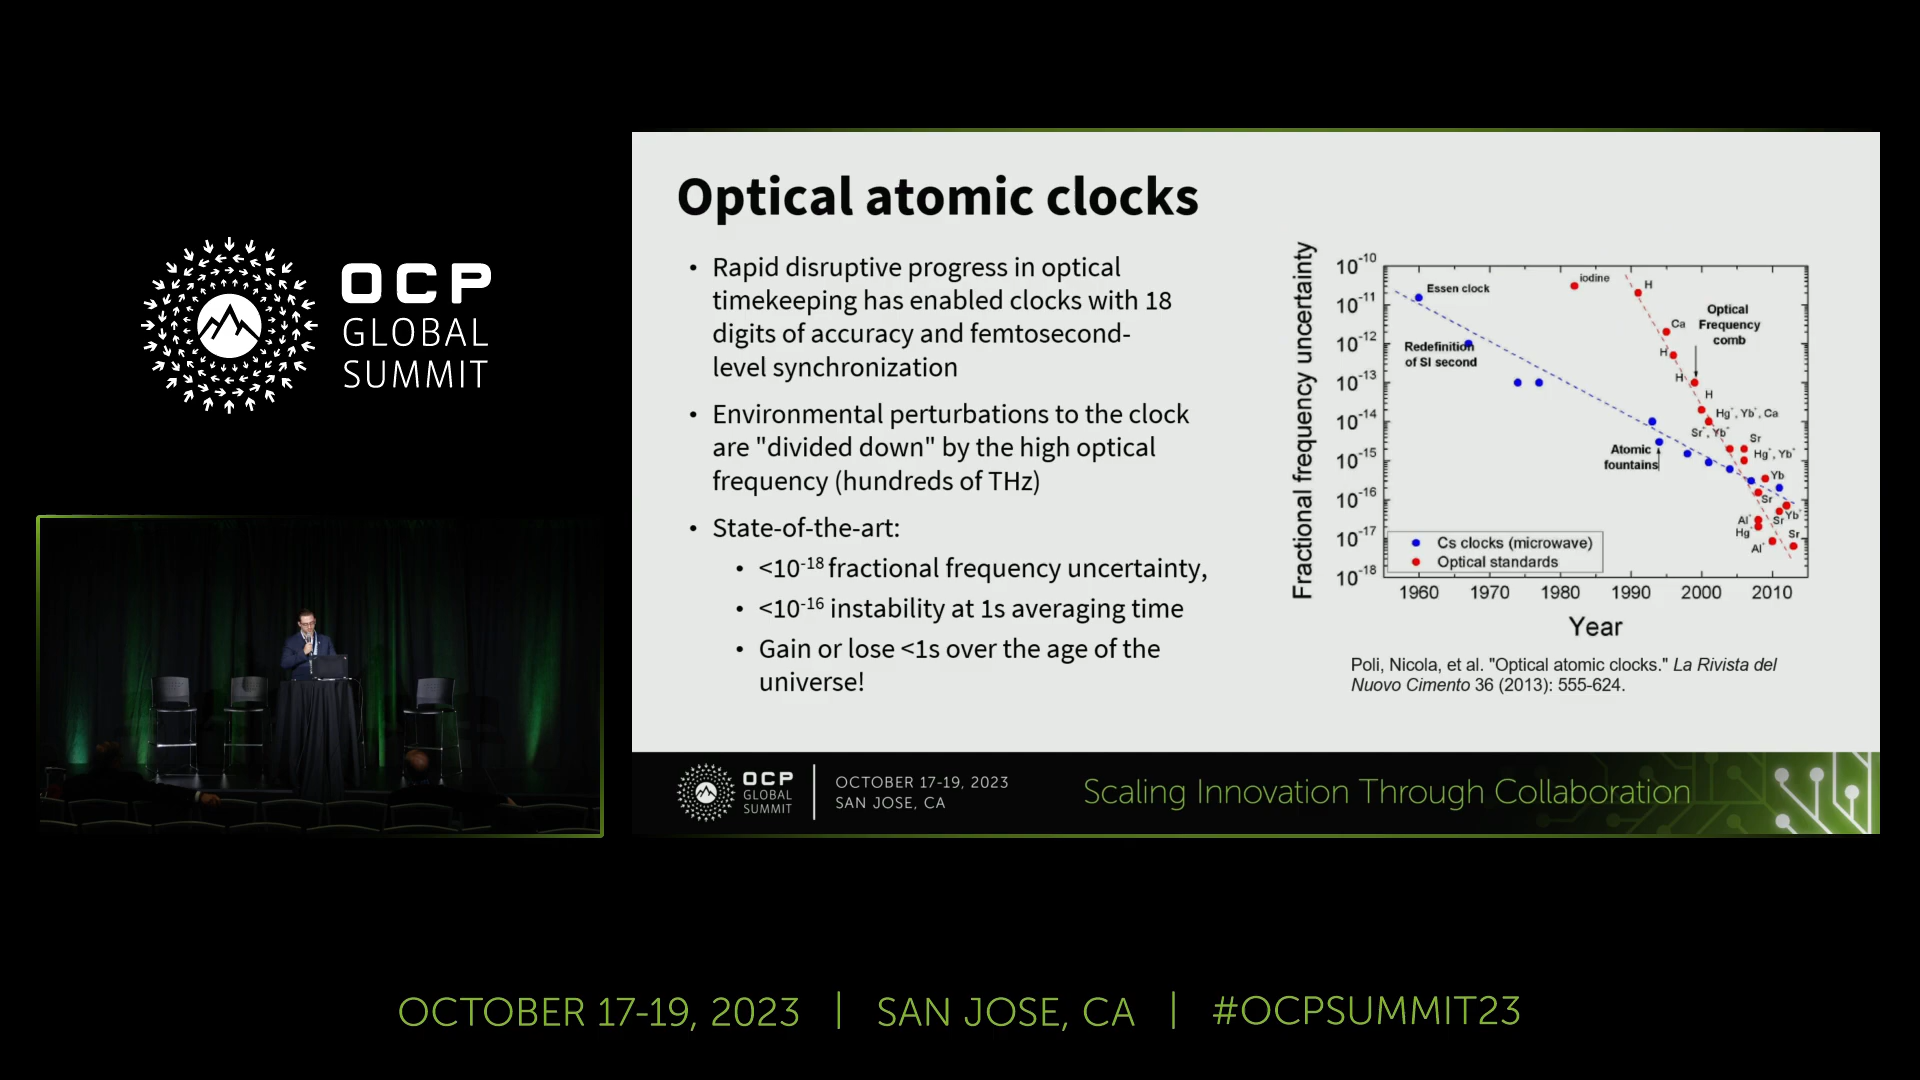 OCP
GLOBAL
SUMMIT
Optical atomic clocks
• Rapid disruptive progress in optical
timekeeping has enabled clocks with 18
digits of accuracy and femtosecond-
level synchronization
• Environmental perturbations to the clock
are "divided down" by the high optical
frequency (hundreds of THz)
• State-of-the-art:
• <10⁻¹⁸ fractional frequency uncertainty,
• <10⁻¹⁶ instability at 1s averaging time
• Gain or lose <1s over the age of the
universe!
Fractional frequency uncertainty
10⁻¹⁰
10⁻¹¹
10⁻¹²
10⁻¹³
10⁻¹⁴
10⁻¹⁵
10⁻¹⁶
10⁻¹⁷
10⁻¹⁸
Essen clock
iodine
H
Ca
Optical
Frequency
comb
H
Redefinition
of SI second
H
H
Hg⁺, Yb⁺, Ca
Sr⁺, Yb⁺
Sr
Hg⁺, Yb⁺
Atomic
fountains
Yb
Sr
Al⁺
Sr
Yb⁺
Hg⁺
Sr
Al⁺
Cs clocks (microwave)
Optical standards
1960 1970 1980 1990 2000 2010
Year
Poli, Nicola, et al. "Optical atomic clocks." La Rivista del
Nuovo Cimento 36 (2013): 555-624.
OCP
GLOBAL
SUMMIT
OCTOBER 17-19, 2023
SAN JOSE, CA
Scaling Innovation Through Collaboration
OCTOBER 17-19, 2023 | SAN JOSE, CA | #OCPSUMMIT23